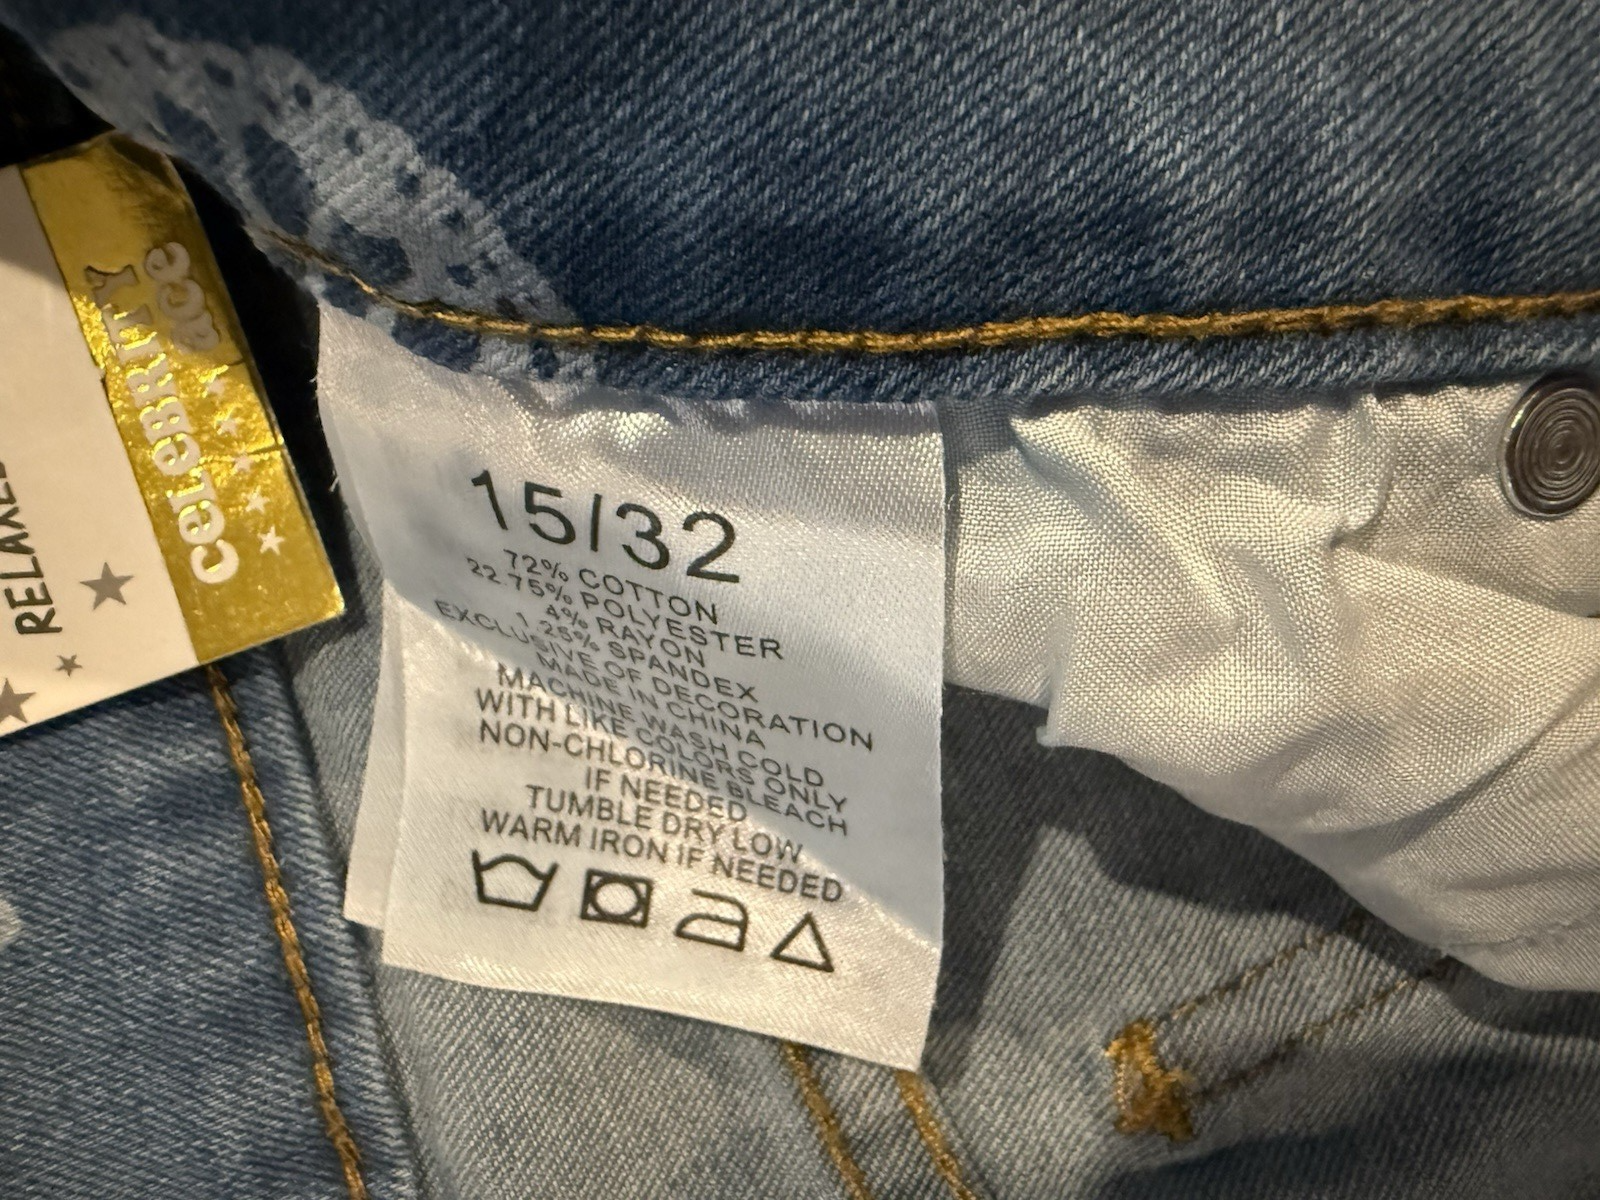 CELEBRITY
RELAXE
15/32
72% COTTON
22.75% POLYESTER
4% RAYON
1.25% SPANDEX
EXCLUSIVE OF DECORATION
MADE IN CHINA
MACHINE WASH COLD
WITH LIKE COLORS ONLY
NON-CHLORINE BLEACH
IF NEEDED
TUMBLE DRY LOW
WARM IRON IF NEEDED